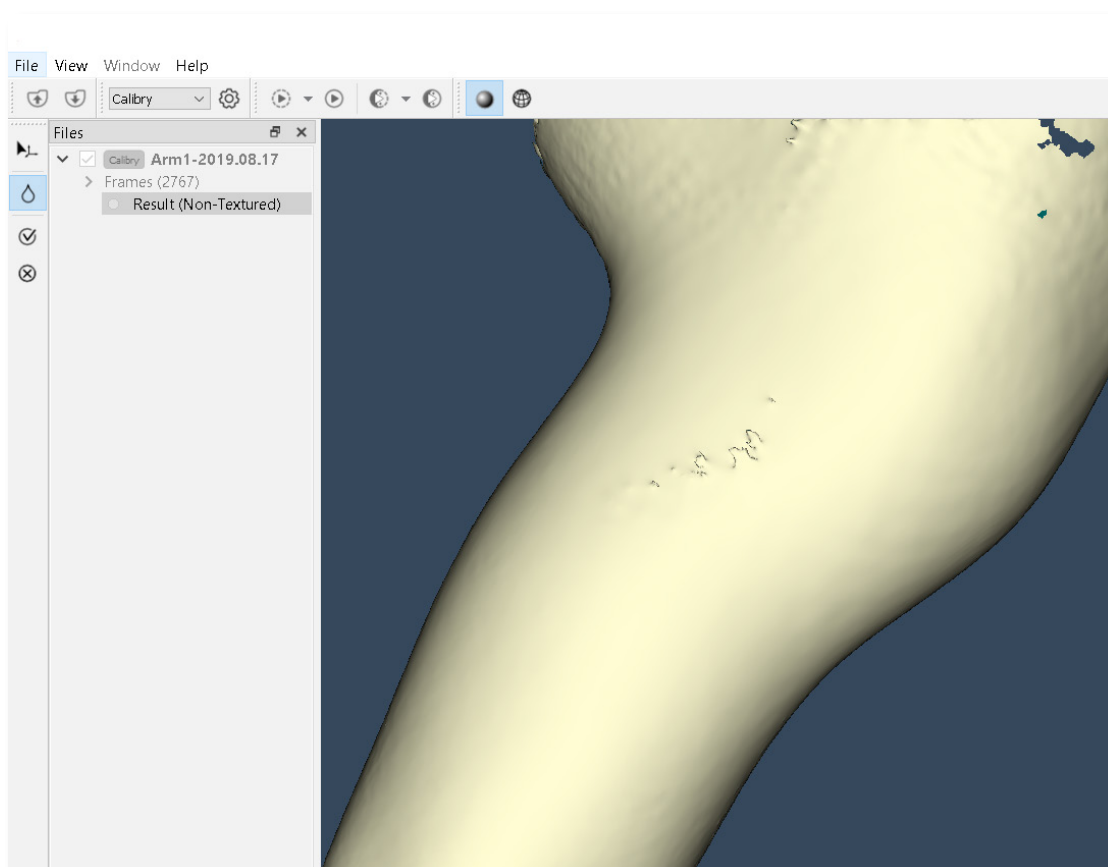 File View Window Help
Calibry
Files
Calibry Arm1-2019.08.17
Frames (2767)
Result (Non-Textured)